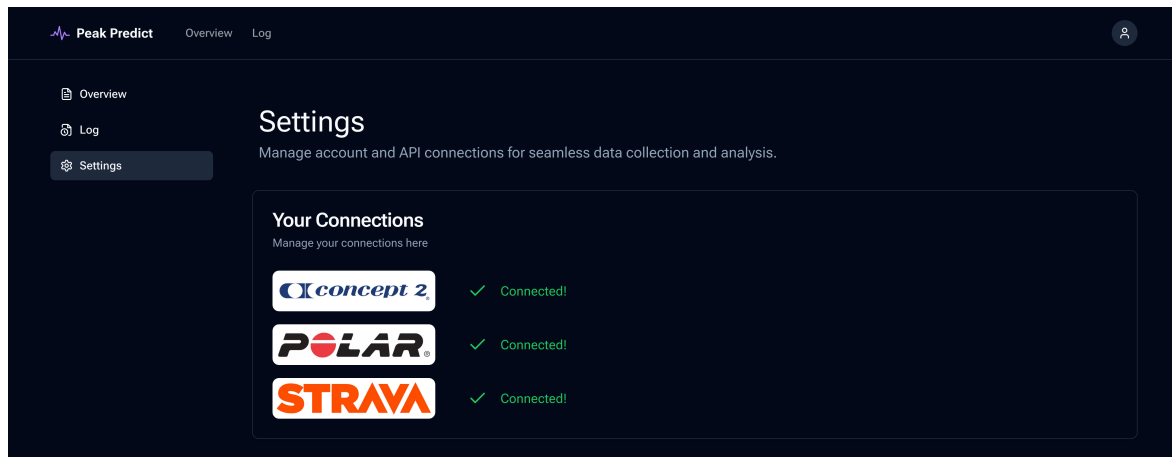 Peak Predict
Overview
Log
Overview
Log
Settings
Settings
Manage account and API connections for seamless data collection and analysis.
Your Connections
Manage your connections here
concept 2®
Connected!
POLAR®
Connected!
STRAVA
Connected!